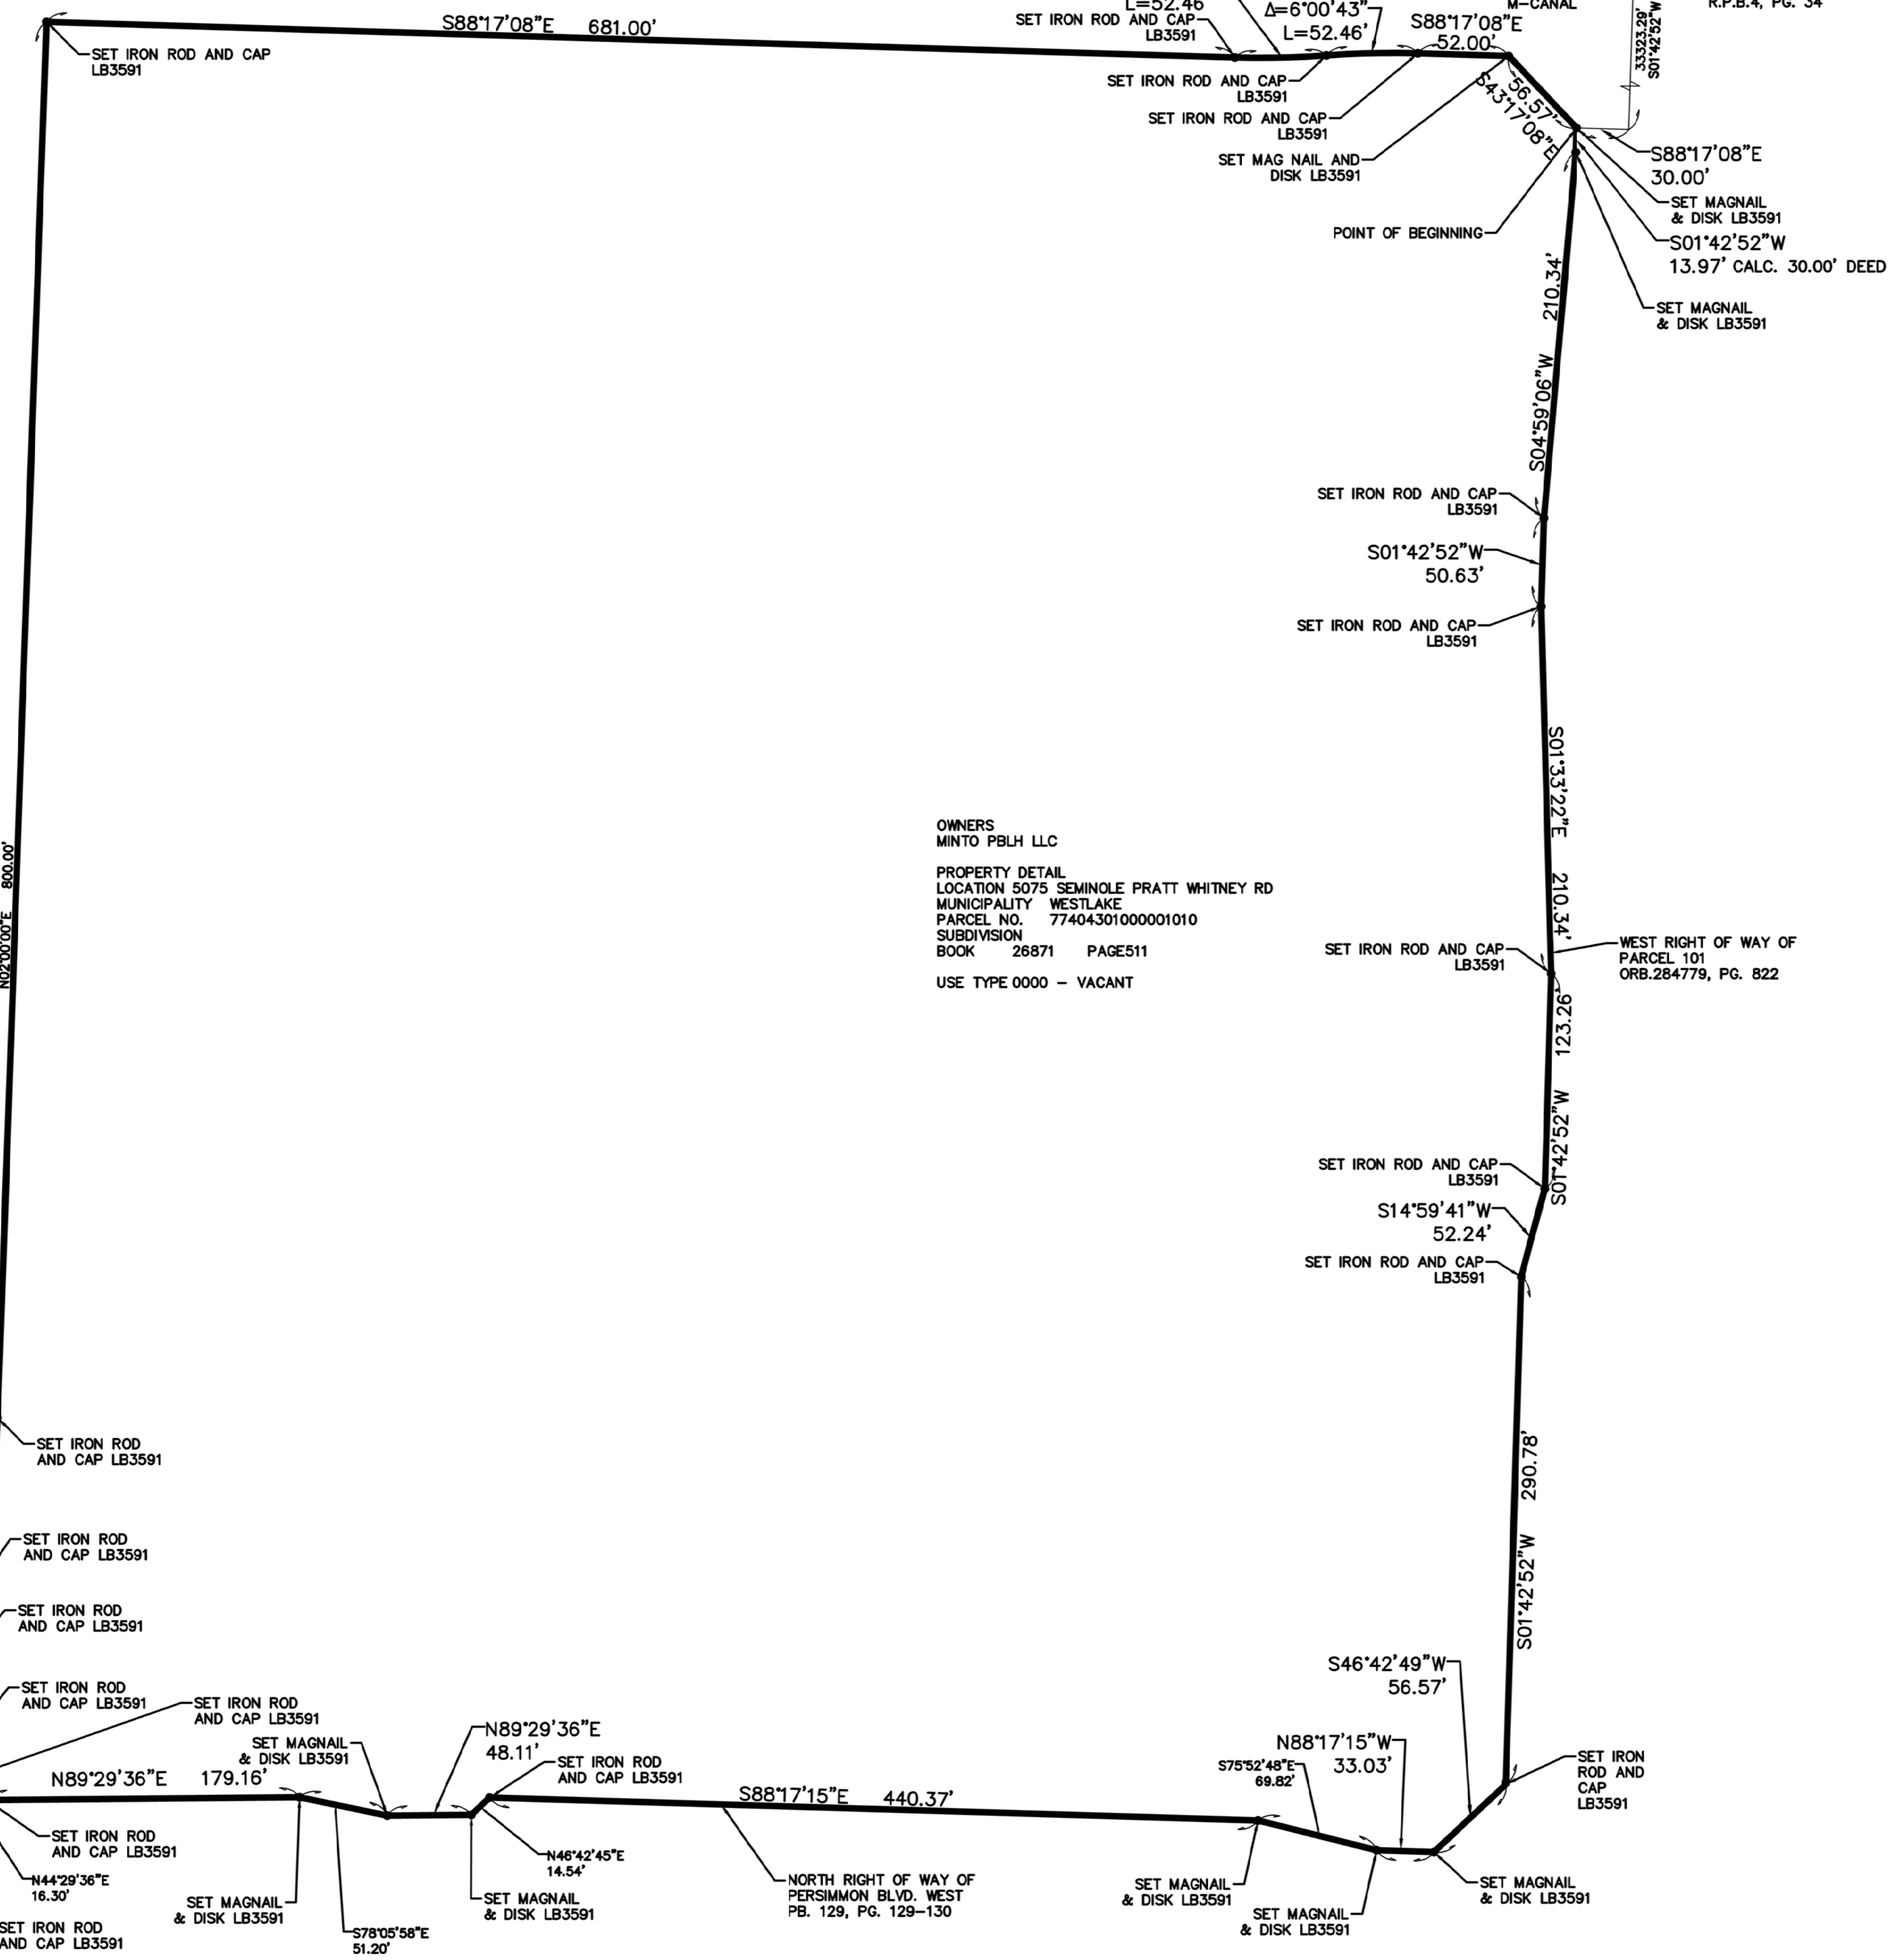 L=52.46'
SET IRON ROD AND CAP
LB3591
Δ=6°00'43"
L=52.46'
S88°17'08"E
52.00'
M-CANAL
R.P.B.4, PG. 34
33323.29'
S01°42'52"W
S88°17'08"E 681.00'
SET IRON ROD AND CAP
LB3591
SET IRON ROD AND CAP
LB3591
SET IRON ROD AND CAP
LB3591
SET MAG NAIL AND
DISK LB3591
56.57'
S43°17'08"E
S88°17'08"E
30.00'
SET MAGNAIL
& DISK LB3591
POINT OF BEGINNING
S01°42'52"W
13.97' CALC. 30.00' DEED
SET MAGNAIL
& DISK LB3591
S04°59'06"W 210.34'
SET IRON ROD AND CAP
LB3591
S01°42'52"W
50.63'
SET IRON ROD AND CAP
LB3591
S01°33'22"E 210.34'
N02°00'00"E 800.00'
OWNERS
MINTO PBLH LLC
PROPERTY DETAIL
LOCATION 5075 SEMINOLE PRATT WHITNEY RD
MUNICIPALITY WESTLAKE
PARCEL NO. 77404301000001010
SUBDIVISION
BOOK 26871 PAGE511
USE TYPE 0000 - VACANT
SET IRON ROD AND CAP
LB3591
WEST RIGHT OF WAY OF
PARCEL 101
ORB.284779, PG. 822
S01°42'52"W 123.26'
SET IRON ROD AND CAP
LB3591
S14°59'41"W
52.24'
SET IRON ROD AND CAP
LB3591
S01°42'52"W 290.78'
SET IRON ROD
AND CAP LB3591
SET IRON ROD
AND CAP LB3591
SET IRON ROD
AND CAP LB3591
SET IRON ROD
AND CAP LB3591
SET IRON ROD
AND CAP LB3591
SET MAGNAIL
& DISK LB3591
N89°29'36"E
48.11'
SET IRON ROD
AND CAP LB3591
N89°29'36"E 179.16'
S88°17'15"E 440.37'
S46°42'49"W
56.57'
N88°17'15"W
33.03'
S75°52'48"E
69.82'
SET IRON
ROD AND
CAP
LB3591
SET IRON ROD
AND CAP LB3591
N44°29'36"E
16.30'
SET IRON ROD
AND CAP LB3591
SET MAGNAIL
& DISK LB3591
S78°05'58"E
51.20'
N46°42'45"E
14.54'
SET MAGNAIL
& DISK LB3591
NORTH RIGHT OF WAY OF
PERSIMMON BLVD. WEST
PB. 129, PG. 129-130
SET MAGNAIL
& DISK LB3591
SET MAGNAIL
& DISK LB3591
SET MAGNAIL
& DISK LB3591